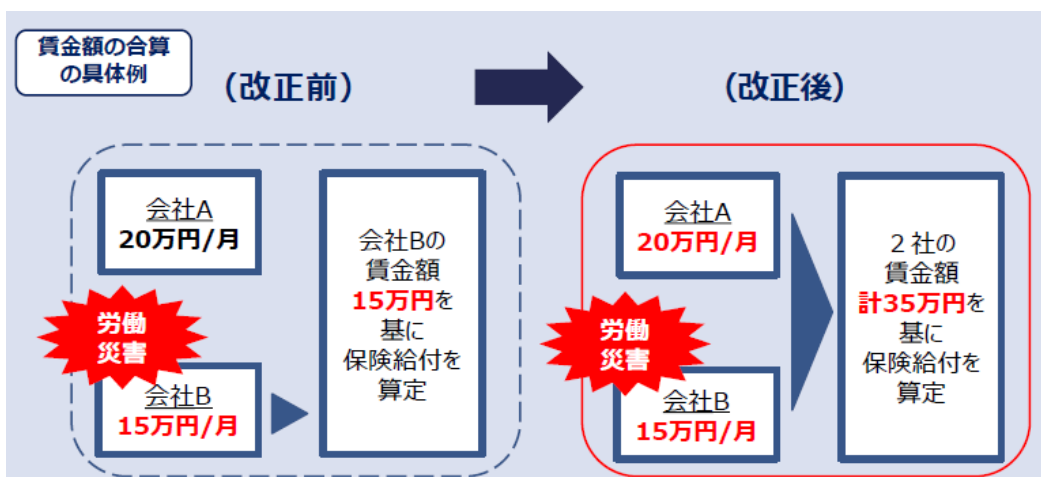 賃金額の合算
の具体例
（改正前）
（改正後）
会社A
20万円/月
労働
災害
会社B
15万円/月
会社Bの
賃金額
15万円を
基に
保険給付を
算定
会社A
20万円/月
労働
災害
会社B
15万円/月
２社の
賃金額
計35万円を
基に
保険給付を
算定